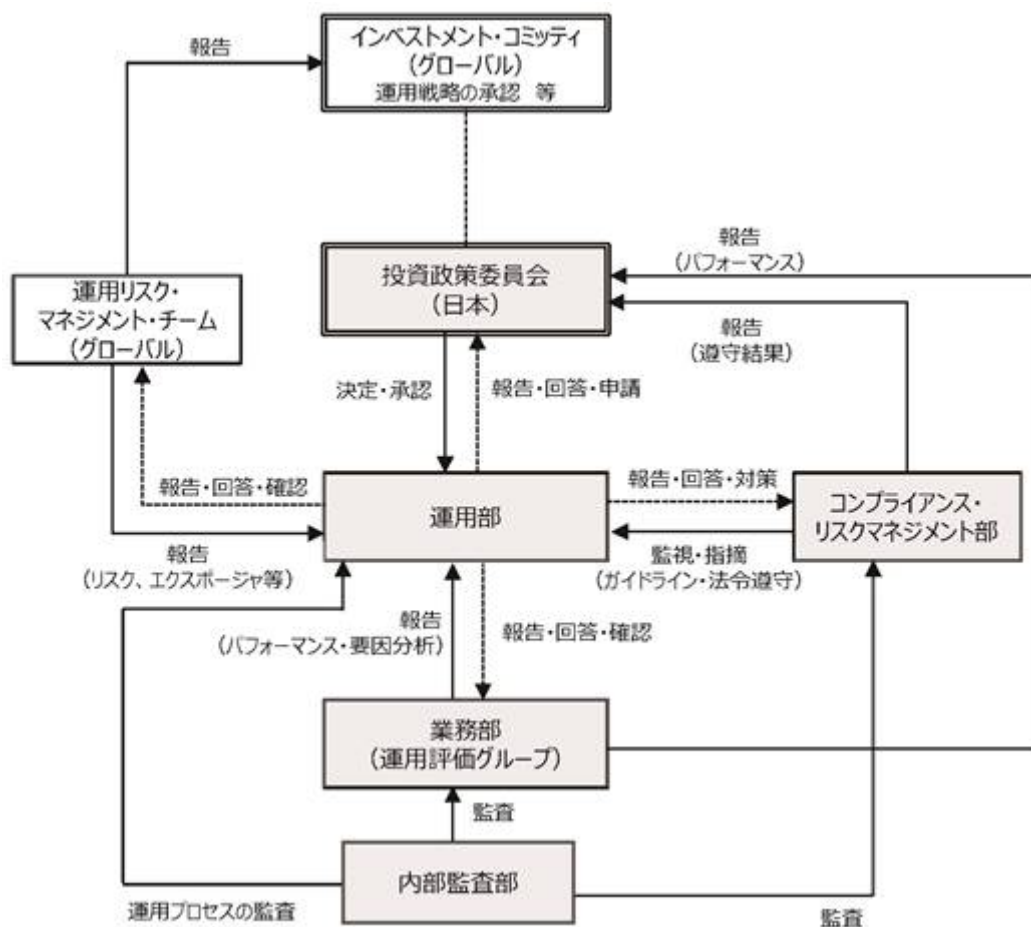 インベストメント・コミッティ
(グローバル)
運用戦略の承認 等
報告
報告
(パフォーマンス)
投資政策委員会
(日本)
運用リスク・
マネジメント・チーム
(グローバル)
報告
(遵守結果)
決定・承認
報告・回答・申請
報告・回答・確認
運用部
報告・回答・対策
コンプライアンス・
リスクマネジメント部
報告
(リスク、エクスポージャ等)
監視・指摘
(ガイドライン・法令遵守)
報告
(パフォーマンス・要因分析)
報告・回答・確認
業務部
(運用評価グループ)
監査
内部監査部
運用プロセスの監査
監査